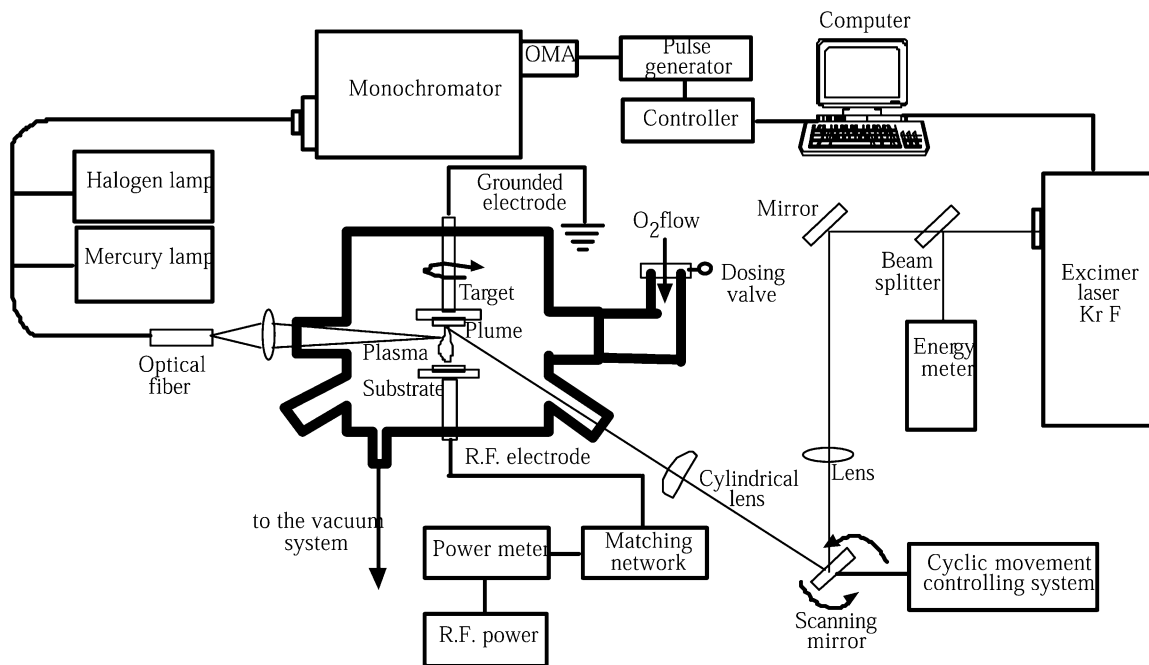 Computer
OMA
Pulse
generator
Monochromator
Controller
Halogen lamp
Grounded
electrode
Mirror
O2flow
Mercury lamp
Beam
splitter
Dosing
valve
Excimer
laser
Kr F
Target
Plume
Plasma
Optical
fiber
Energy
meter
Substrate
R.F. electrode
Cylindrical
lens
Lens
to the vacuum
system
Power meter
Matching
network
Cyclic movement
controlling system
Scanning
mirror
R.F. power